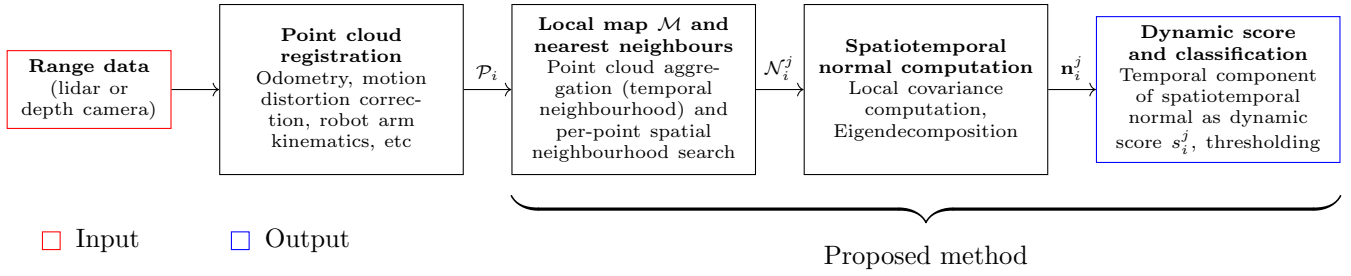 Range data
(lidar or
depth camera)
Point cloud
registration
Odometry, motion
distortion correc-
tion, robot arm
kinematics, etc
𝒫ᵢ
Local map ℳ and
nearest neighbours
Point cloud aggre-
gation (temporal
neighbourhood) and
per-point spatial
neighbourhood search
𝒩ᵢʲ
Spatiotemporal
normal computation
Local covariance
computation,
Eigendecomposition
𝐧ᵢʲ
Dynamic score
and classification
Temporal component
of spatiotemporal
normal as dynamic
score sᵢʲ, thresholding
Input
Output
Proposed method